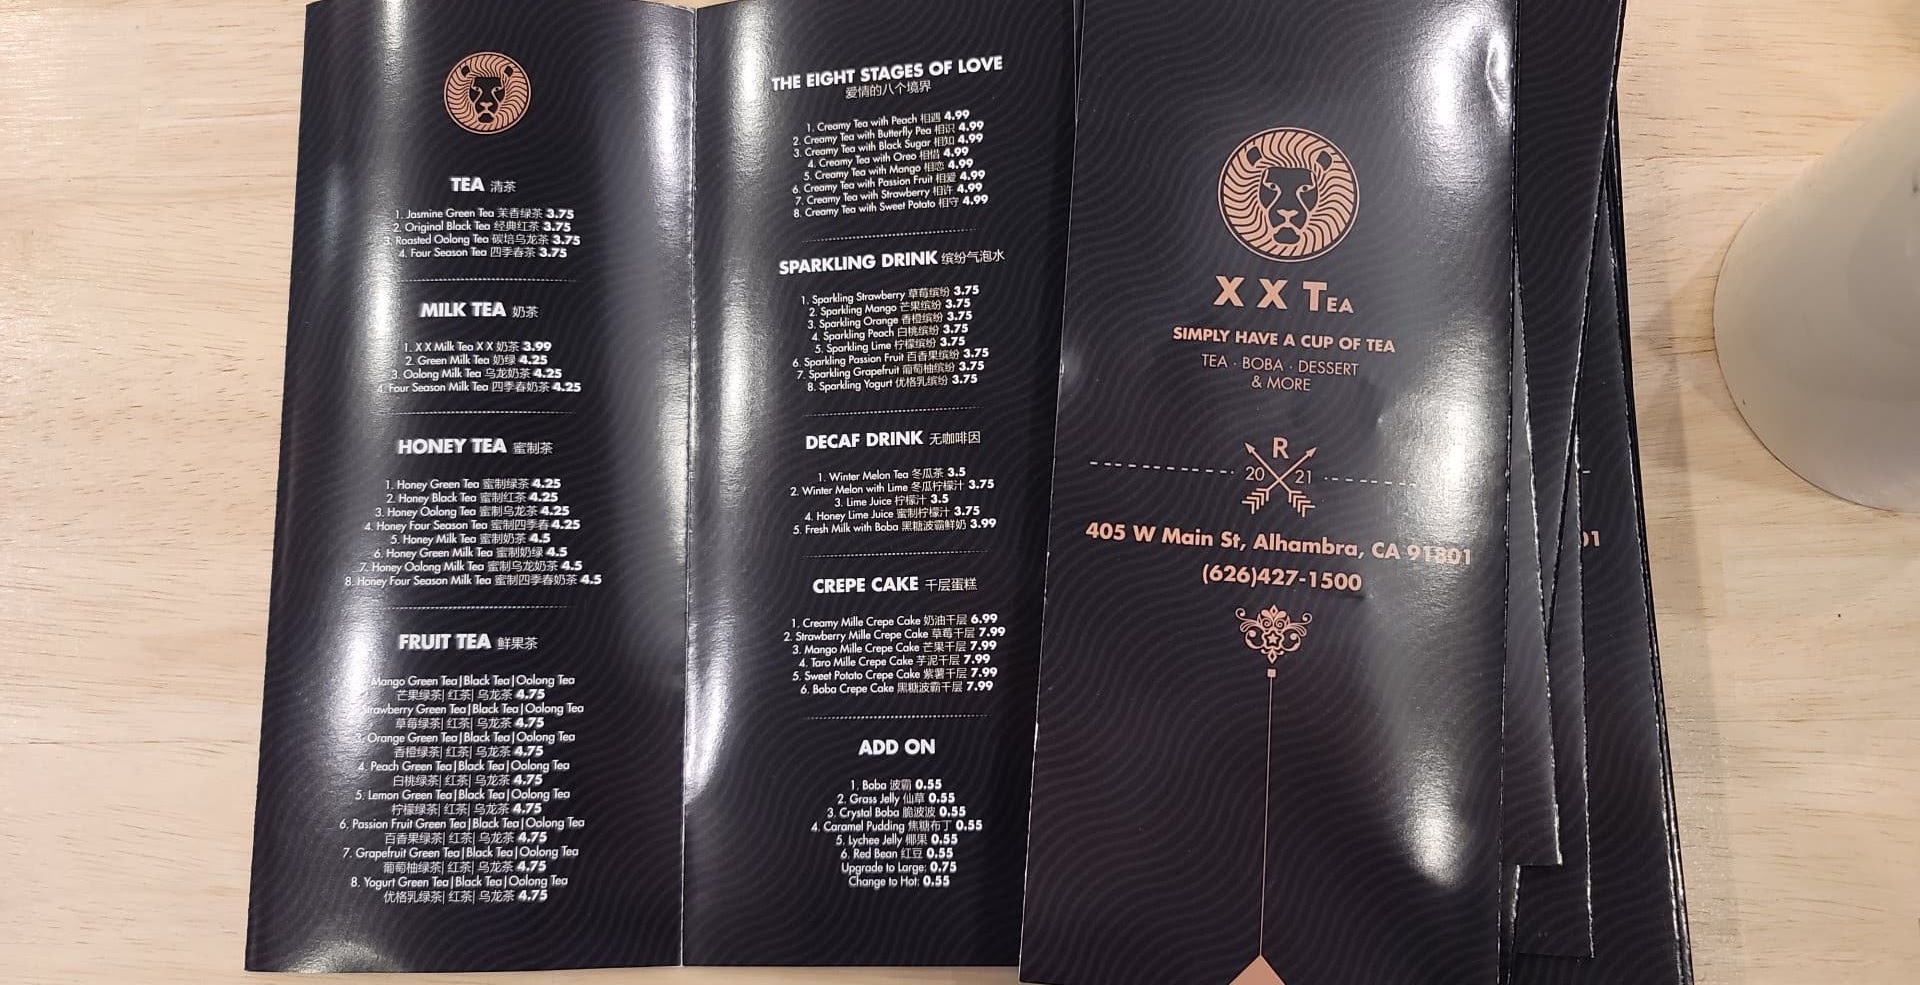 TEA 清茶
1. Jasmine Green Tea 茉香绿茶 3.75
2. Original Black Tea 经典红茶 3.75
3. Roasted Oolong Tea 碳培乌龙茶 3.75
4. Four Season Tea 四季春茶 3.75
MILK TEA 奶茶
1. X X Milk Tea X X 奶茶 3.99
2. Green Milk Tea 奶绿 4.25
3. Oolong Milk Tea 乌龙奶茶 4.25
4. Four Season Milk Tea 四季春奶茶 4.25
HONEY TEA 蜜制茶
1. Honey Green Tea 蜜制绿茶 4.25
2. Honey Black Tea 蜜制红茶 4.25
3. Honey Oolong Tea 蜜制乌龙茶 4.25
4. Honey Four Season Tea 蜜制四季春 4.25
5. Honey Milk Tea 蜜制奶茶 4.5
6. Honey Green Milk Tea 蜜制奶绿 4.5
7. Honey Oolong Milk Tea 蜜制乌龙奶茶 4.5
8. Honey Four Season Milk Tea 蜜制四季春奶茶 4.5
FRUIT TEA 鲜果茶
Mango Green Tea|Black Tea|Oolong Tea
芒果绿茶| 红茶| 乌龙茶 4.75
Strawberry Green Tea|Black Tea|Oolong Tea
草莓绿茶| 红茶| 乌龙茶 4.75
3. Orange Green Tea|Black Tea|Oolong Tea
香橙绿茶| 红茶| 乌龙茶 4.75
4. Peach Green Tea|Black Tea|Oolong Tea
白桃绿茶| 红茶| 乌龙茶 4.75
5. Lemon Green Tea|Black Tea|Oolong Tea
柠檬绿茶| 红茶| 乌龙茶 4.75
6. Passion Fruit Green Tea|Black Tea|Oolong Tea
百香果绿茶| 红茶| 乌龙茶 4.75
7. Grapefruit Green Tea|Black Tea|Oolong Tea
葡萄柚绿茶| 红茶| 乌龙茶 4.75
8. Yogurt Green Tea|Black Tea|Oolong Tea
优格乳绿茶| 红茶| 乌龙茶 4.75
THE EIGHT STAGES OF LOVE
爱情的八个境界
1. Creamy Tea with Peach 相遇 4.99
2. Creamy Tea with Butterfly Pea 相识 4.99
3. Creamy Tea with Black Sugar 相知 4.99
4. Creamy Tea with Oreo 相惜 4.99
5. Creamy Tea with Mango 相恋 4.99
6. Creamy Tea with Passion Fruit 相爱 4.99
7. Creamy Tea with Strawberry 相许 4.99
8. Creamy Tea with Sweet Potato 相守 4.99
SPARKLING DRINK 缤纷气泡水
1. Sparkling Strawberry 草莓缤纷 3.75
2. Sparkling Mango 芒果缤纷 3.75
3. Sparkling Orange 香橙缤纷 3.75
4. Sparkling Peach 白桃缤纷 3.75
5. Sparkling Lime 柠檬缤纷 3.75
6. Sparkling Passion Fruit 百香果缤纷 3.75
7. Sparkling Grapefruit 葡萄柚缤纷 3.75
8. Sparkling Yogurt 优格乳缤纷 3.75
DECAF DRINK 无咖啡因
1. Winter Melon Tea 冬瓜茶 3.5
2. Winter Melon with Lime 冬瓜柠檬汁 3.75
3. Lime Juice 柠檬汁 3.5
4. Honey Lime Juice 蜜制柠檬汁 3.75
5. Fresh Milk with Boba 黑糖波霸鲜奶 3.99
CREPE CAKE 千层蛋糕
1. Creamy Mille Crepe Cake 奶油千层 6.99
2. Strawberry Mille Crepe Cake 草莓千层 7.99
3. Mango Mille Crepe Cake 芒果千层 7.99
4. Taro Mille Crepe Cake 芋泥千层 7.99
5. Sweet Potato Crepe Cake 紫薯千层 7.99
6. Boba Crepe Cake 黑糖波霸千层 7.99
ADD ON
1. Boba 波霸 0.55
2. Grass Jelly 仙草 0.55
3. Crystal Boba 脆波波 0.55
4. Caramel Pudding 焦糖布丁 0.55
5. Lychee Jelly 椰果 0.55
6. Red Bean 红豆 0.55
Upgrade to Large: 0.75
Change to Hot: 0.55
X X TEA
SIMPLY HAVE A CUP OF TEA
TEA · BOBA · DESSERT
& MORE
R
20 21
405 W Main St, Alhambra, CA 91801
(626)427-1500